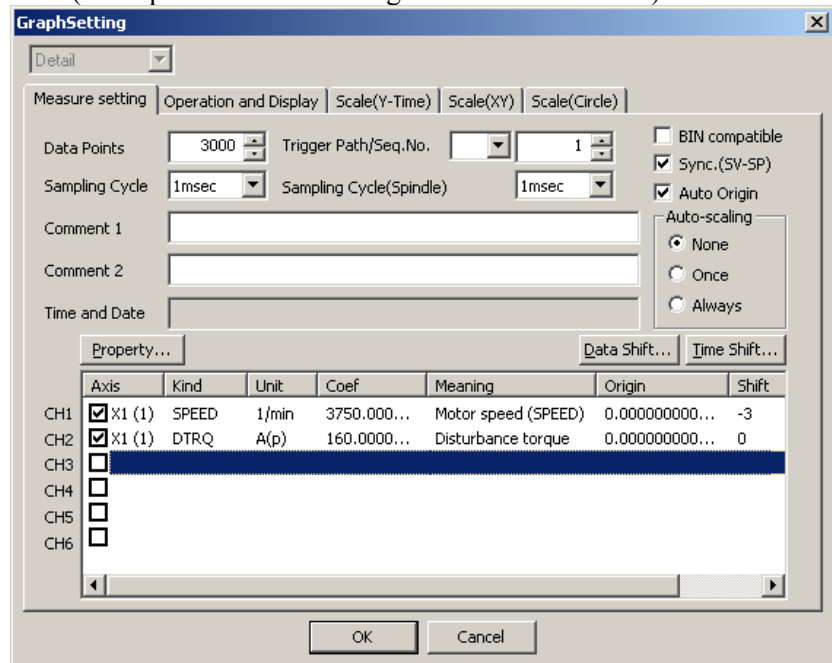 GraphSetting
Detail
Measure setting Operation and Display Scale(Y-Time) Scale(XY) Scale(Circle)
Data Points 3000 Trigger Path/Seq.No. 1 BIN compatible
Sync.(SV-SP)
Sampling Cycle 1msec Sampling Cycle(Spindle) 1msec Auto Origin
Comment 1
Auto-scaling
None
Comment 2
Once
Time and Date
Always
Property... Data Shift... Time Shift...
Axis Kind Unit Coef Meaning Origin Shift
CH1 X1 (1) SPEED 1/min 3750.000... Motor speed (SPEED) 0.000000000... -3
CH2 X1 (1) DTRQ A(p) 160.0000... Disturbance torque 0.000000000... 0
CH3
CH4
CH5
CH6
OK Cancel